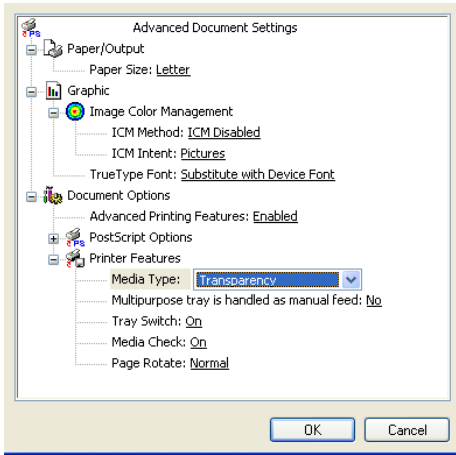 Advanced Document Settings
Paper/Output
Paper Size: Letter
Graphic
Image Color Management
ICM Method: ICM Disabled
ICM Intent: Pictures
TrueType Font: Substitute with Device Font
Document Options
Advanced Printing Features: Enabled
PostScript Options
Printer Features
Media Type: Transparency
Multipurpose tray is handled as manual feed: No
Tray Switch: On
Media Check: On
Page Rotate: Normal
OK Cancel